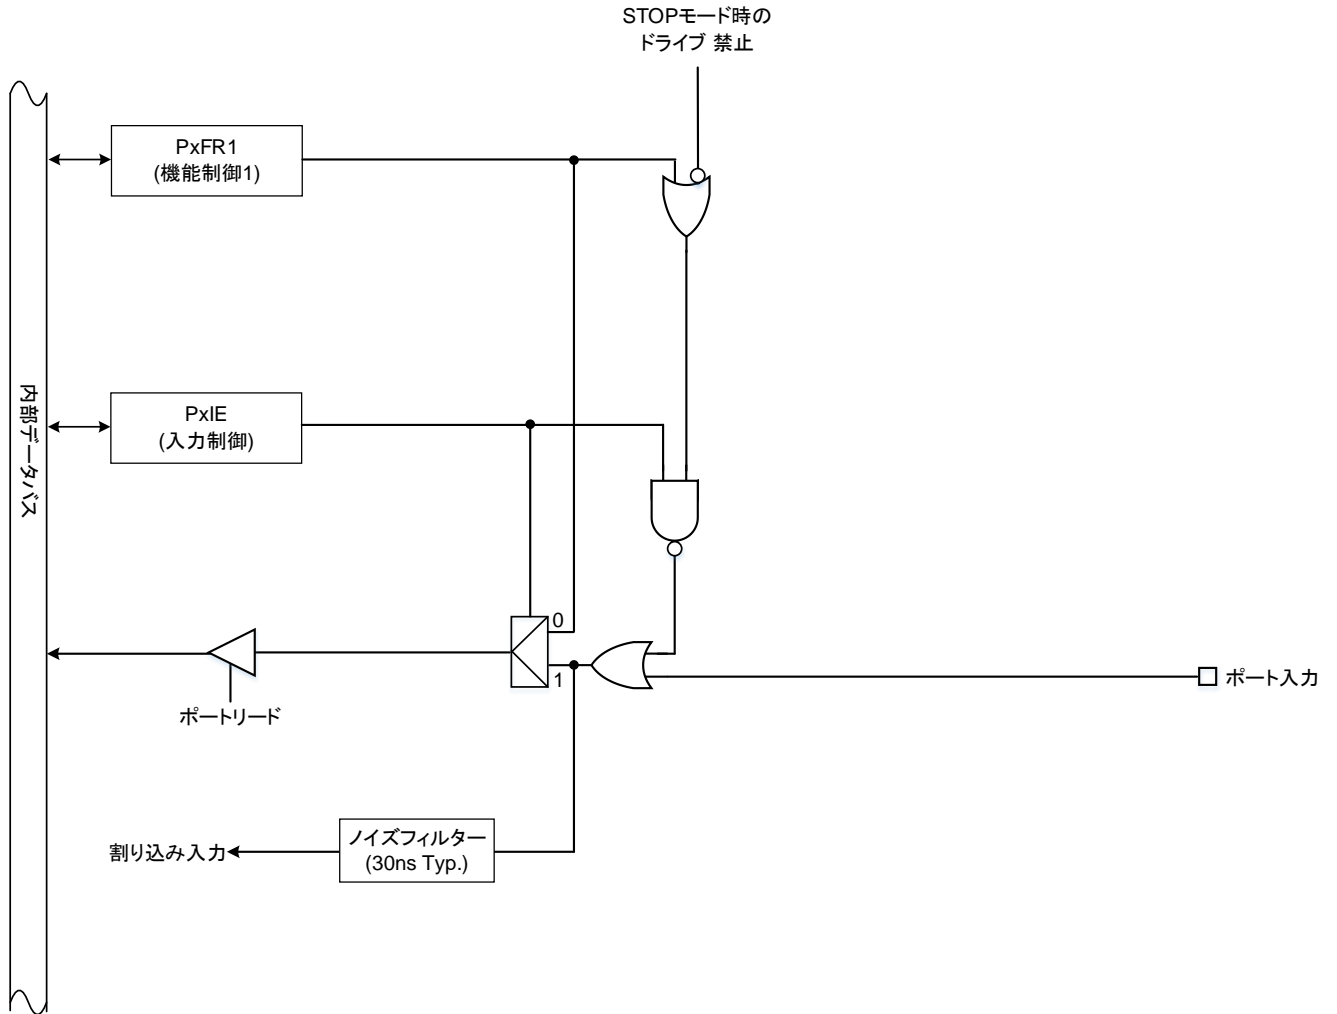 STOPモード時の
ドライブ 禁止
PxFR1
(機能制御1)
内部データバス
PxIE
(入力制御)
0
1
ポート入力
ポートリード
ノイズフィルター
(30ns Typ.)
割り込み入力